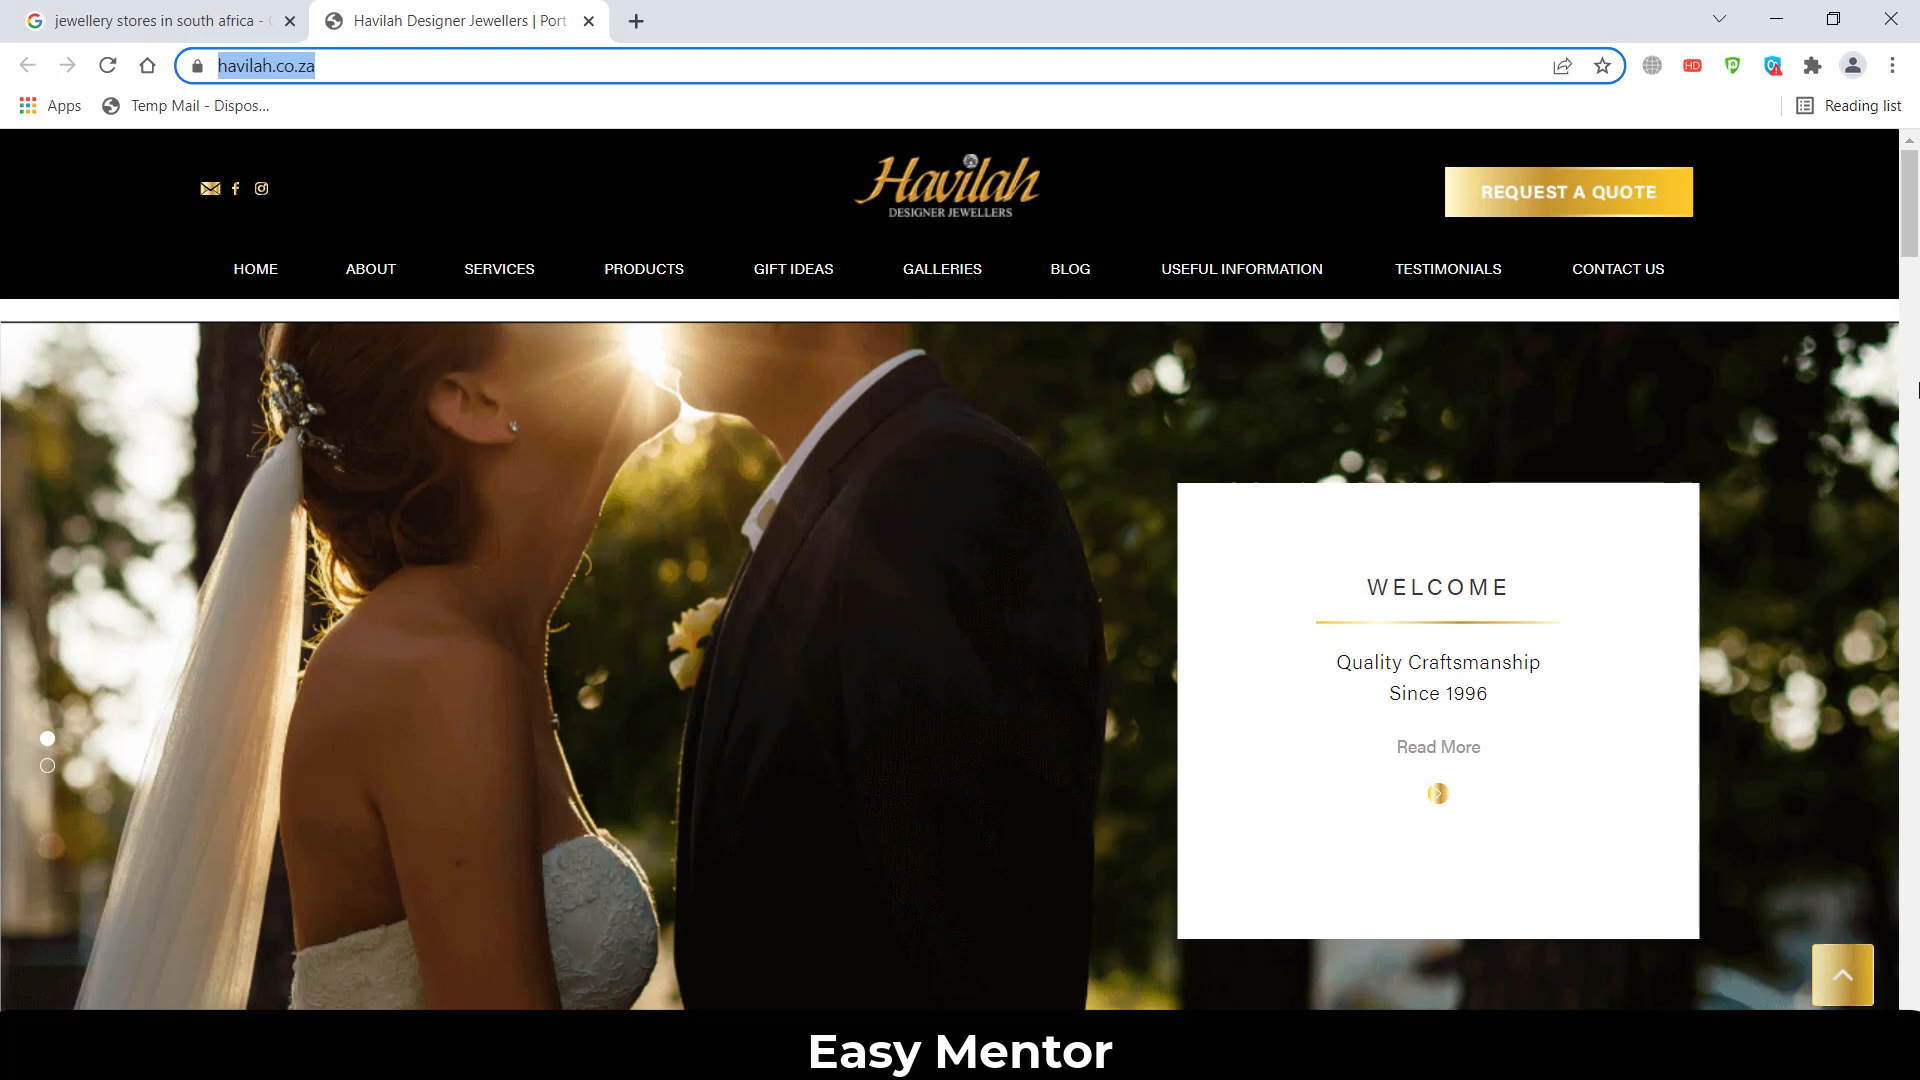 jewellery stores in south africa -
Havilah Designer Jewellers | Port
havilah.co.za
HD
Apps
Temp Mail - Dispos...
Reading list
Havilah
DESIGNER JEWELLERS
REQUEST A QUOTE
HOME
ABOUT
SERVICES
PRODUCTS
GIFT IDEAS
GALLERIES
BLOG
USEFUL INFORMATION
TESTIMONIALS
CONTACT US
WELCOME
Quality Craftsmanship
Since 1996
Read More
Easy Mentor